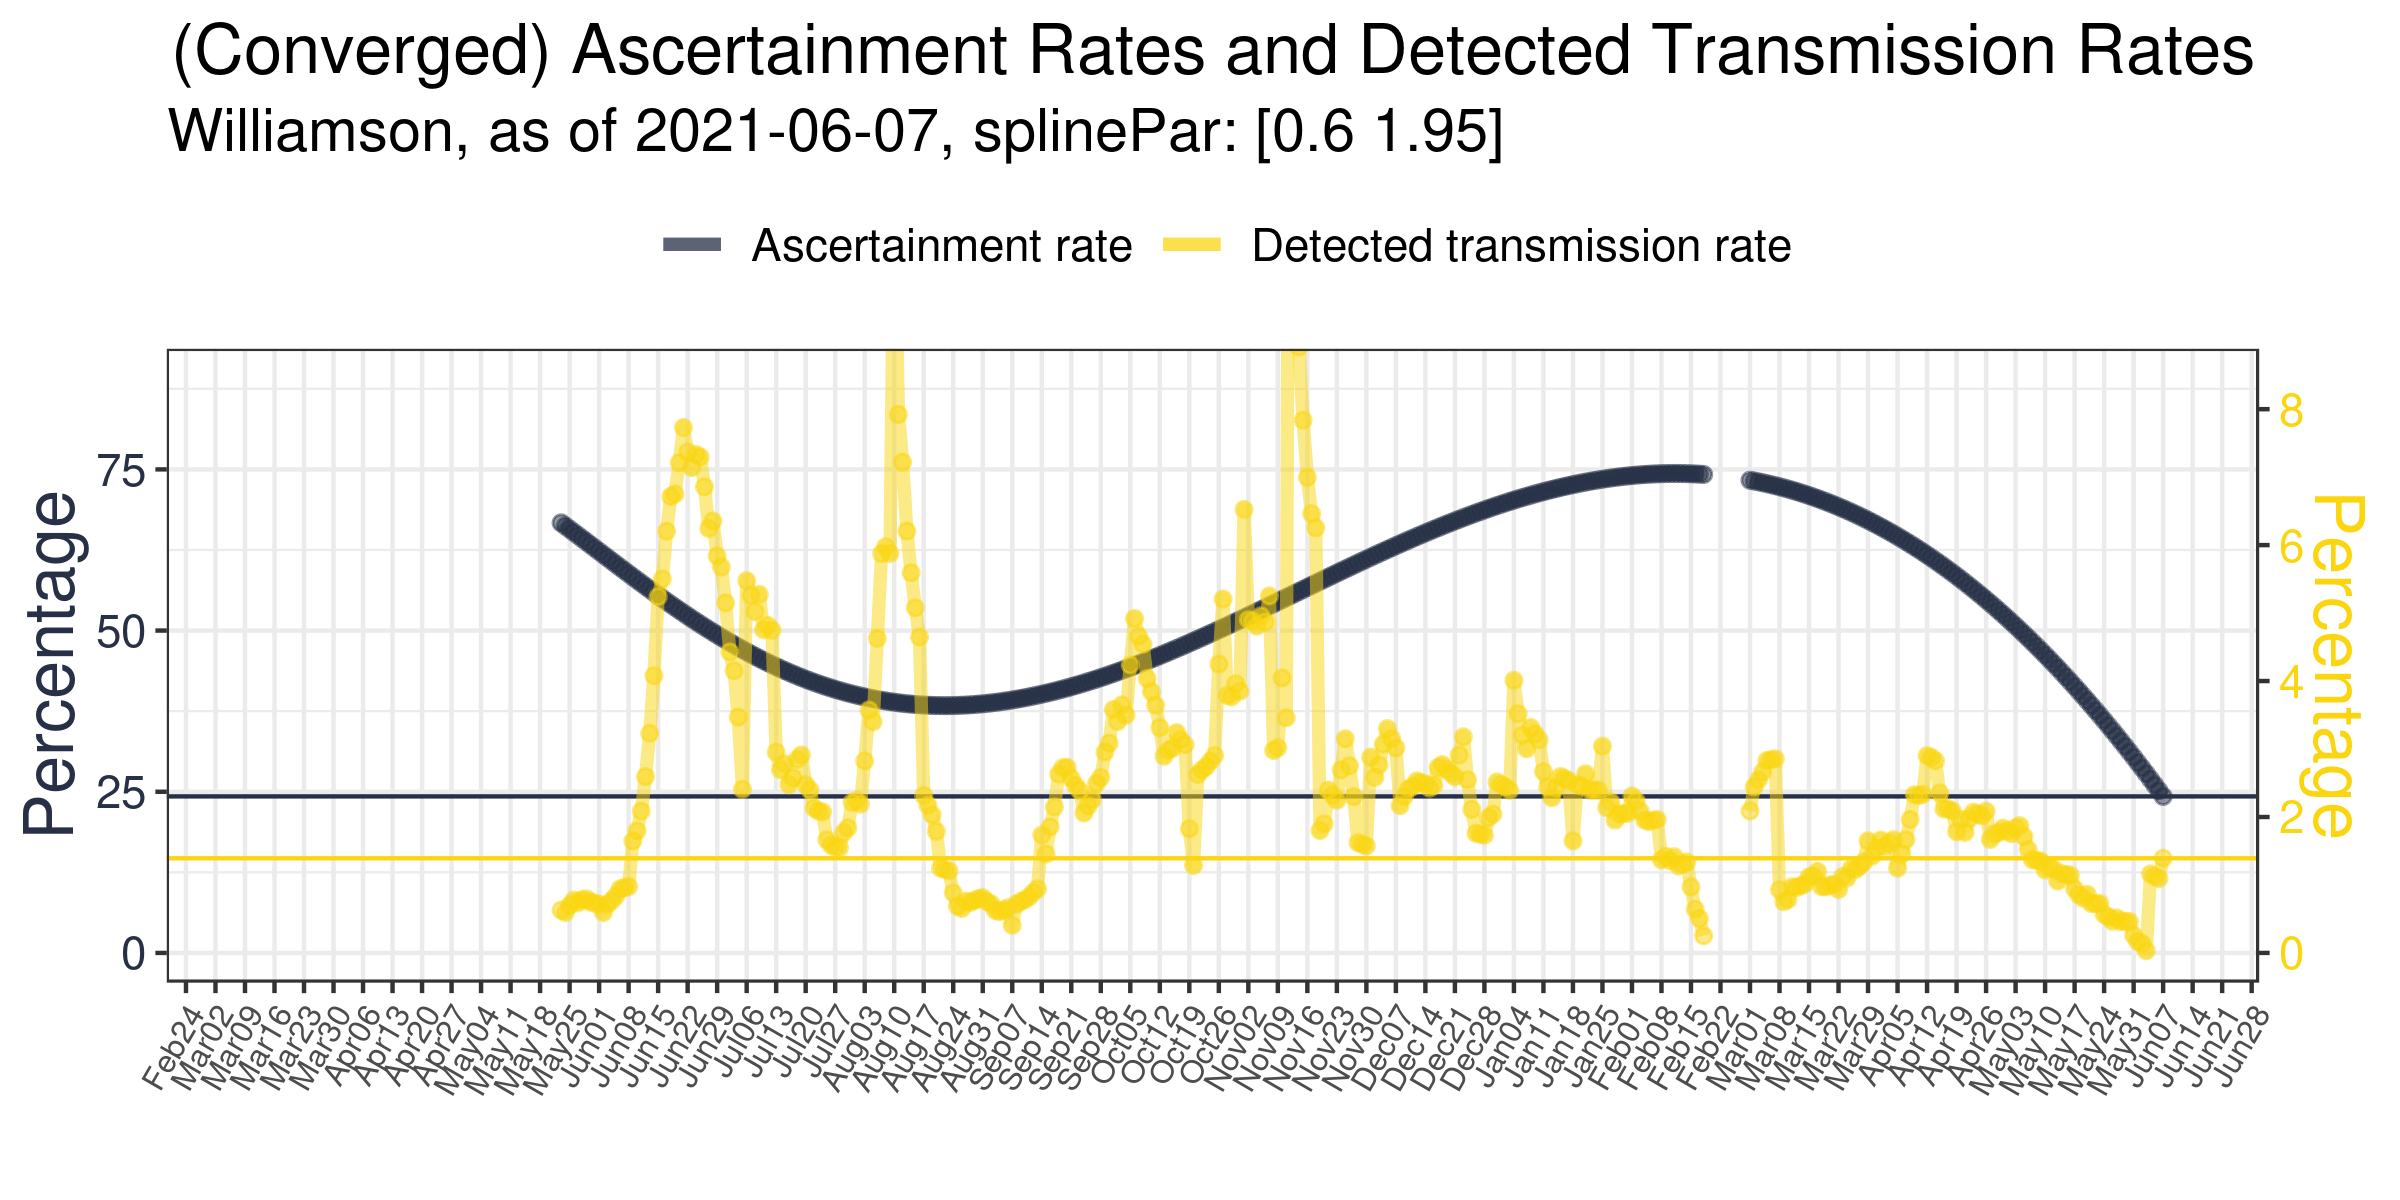 (Converged) Ascertainment Rates and Detected Transmission Rates
Williamson, as of 2021-06-07, splinePar: [0.6 1.95]
Ascertainment rate Detected transmission rate
Percentage
75
50
25
0
8
6
4
2
0
Percentage
Feb24 Mar02 Mar09 Mar16 Mar23 Mar30 Apr06 Apr13 Apr20 Apr27 May04 May11 May18 May25 Jun01 Jun08 Jun15 Jun22 Jun29 Jul06 Jul13 Jul20 Jul27 Aug03 Aug10 Aug17 Aug24 Aug31 Sep07 Sep14 Sep21 Sep28 Oct05 Oct12 Oct19 Oct26 Nov02 Nov09 Nov16 Nov23 Nov30 Dec07 Dec14 Dec21 Dec28 Jan04 Jan11 Jan18 Jan25 Feb01 Feb08 Feb15 Feb22 Mar01 Mar08 Mar15 Mar22 Mar29 Apr05 Apr12 Apr19 Apr26 May03 May10 May17 May24 May31 Jun07 Jun14 Jun21 Jun28